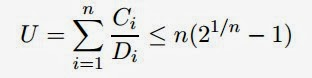 U = \sum_{i=1}^{n} \frac{C_i}{D_i} \leq n(2^{1/n} - 1)